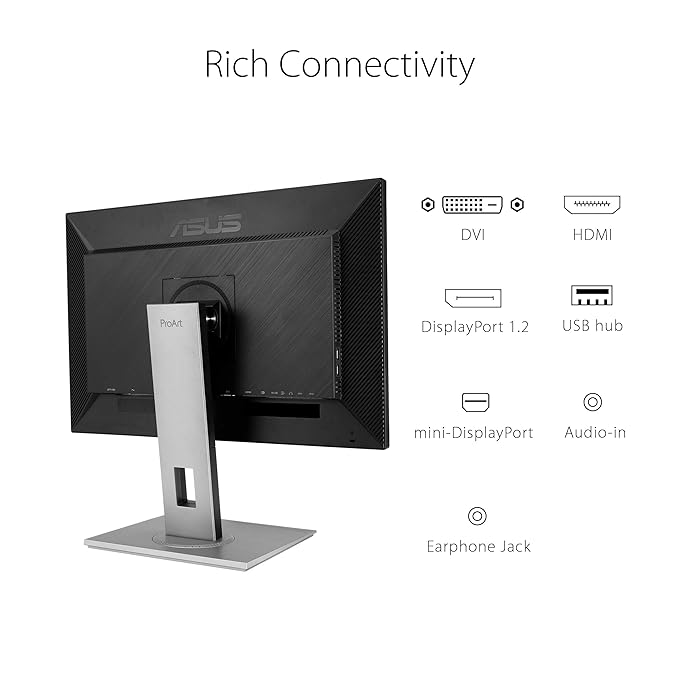 Rich Connectivity
ASUS
ProArt
DVI
HDMI
DisplayPort 1.2
USB hub
mini-DisplayPort
Audio-in
Earphone Jack